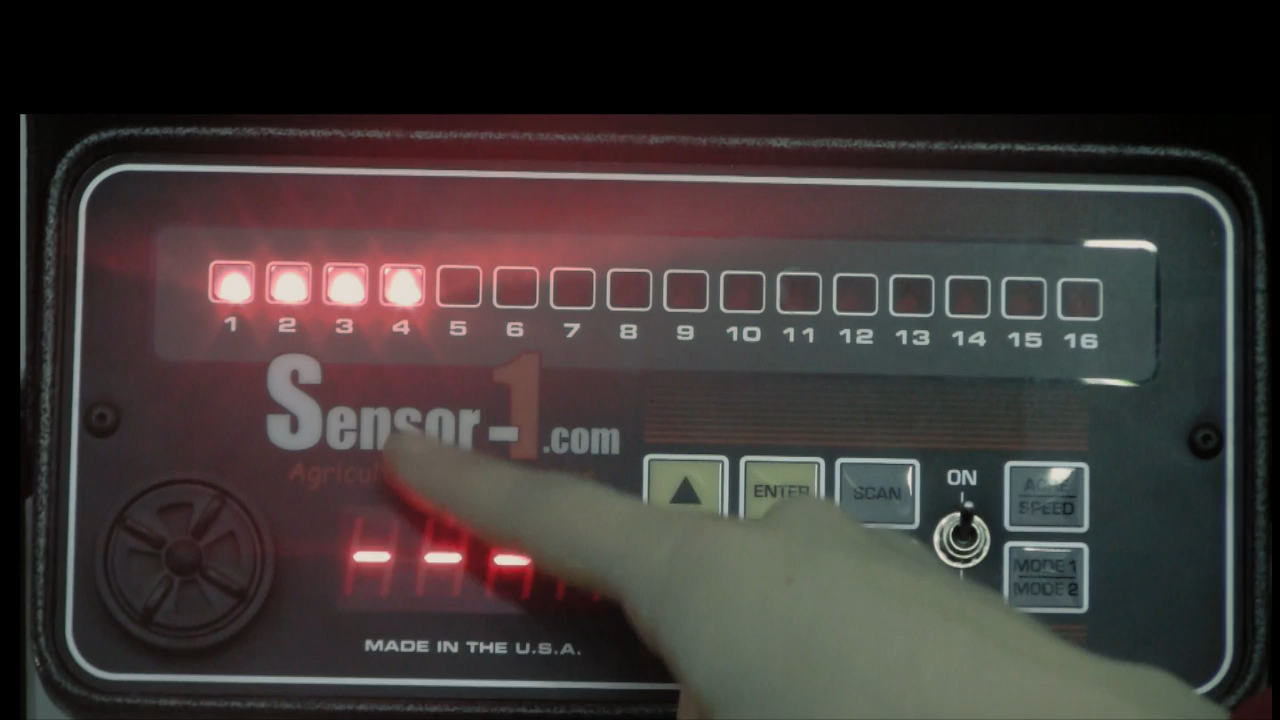 1 2 3 4 5 6 7 8 9 10 11 12 13 14 15 16
Sensor-1.com
ENTER
SCAN
ON
ACRE
SPEED
MODE 1
MODE 2
---
MADE IN THE U.S.A.